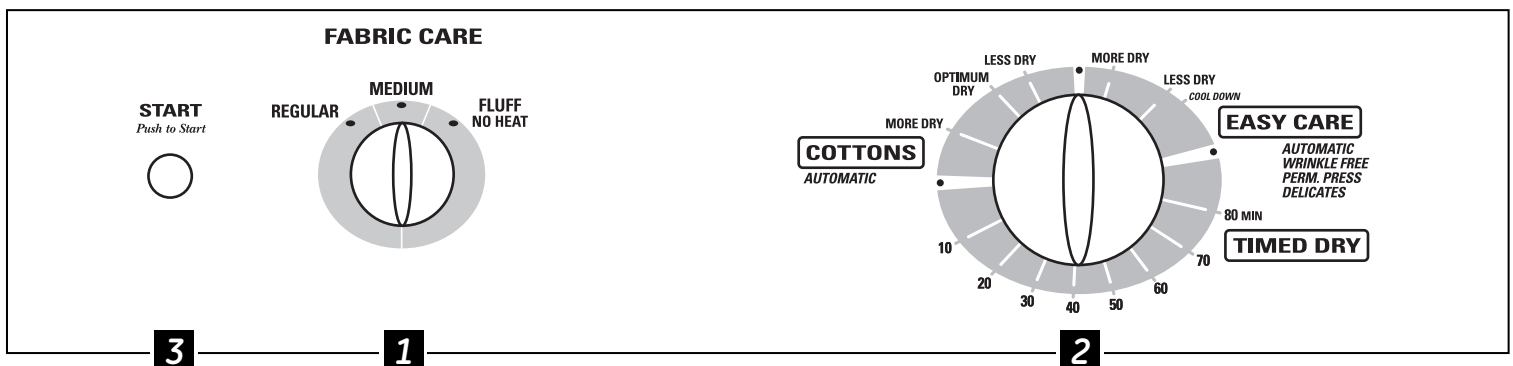 FABRIC CARE
START
Push to Start
REGULAR
MEDIUM
FLUFF
NO HEAT
COTTONS
AUTOMATIC
MORE DRY
OPTIMUM
DRY
LESS DRY
MORE DRY
LESS DRY
COOL DOWN
EASY CARE
AUTOMATIC
WRINKLE FREE
PERM. PRESS
DELICATES
80 MIN
TIMED DRY
70
60
50
40
30
20
10
3
1
2